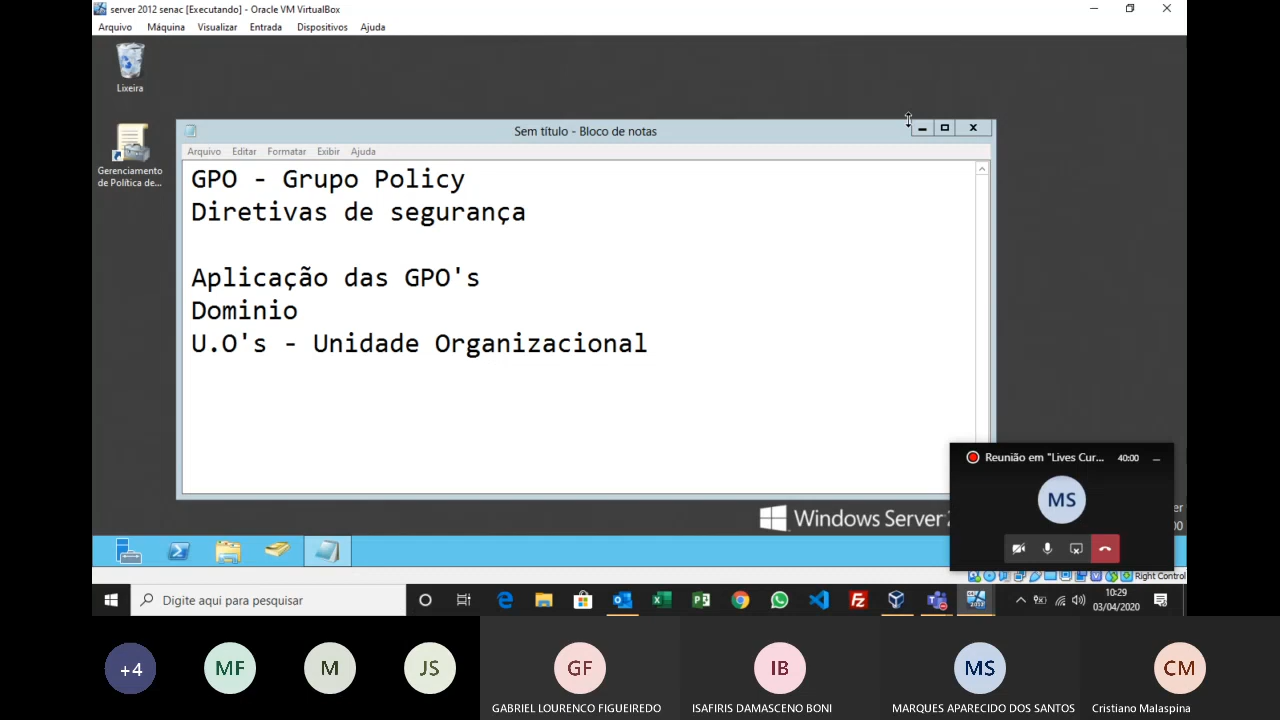 server 2012 senac [Executando] - Oracle VM VirtualBox
Arquivo Máquina Visualizar Entrada Dispositivos Ajuda
Lixeira
Gerenciamento
de Política de...
Sem título - Bloco de notas
Arquivo Editar Formatar Exibir Ajuda
GPO - Grupo Policy
Diretivas de segurança
Aplicação das GPO's
Dominio
U.O's - Unidade Organizacional
Reunião em "Lives Cur... 40:00
MS
Windows Server 2
er
00
Right Control
Digite aqui para pesquisar
10:29
03/04/2020
+4 MF M JS GF IB MS CM
GABRIEL LOURENCO FIGUEIREDO ISAFIRIS DAMASCENO BONI MARQUES APARECIDO DOS SANTOS Cristiano Malaspina